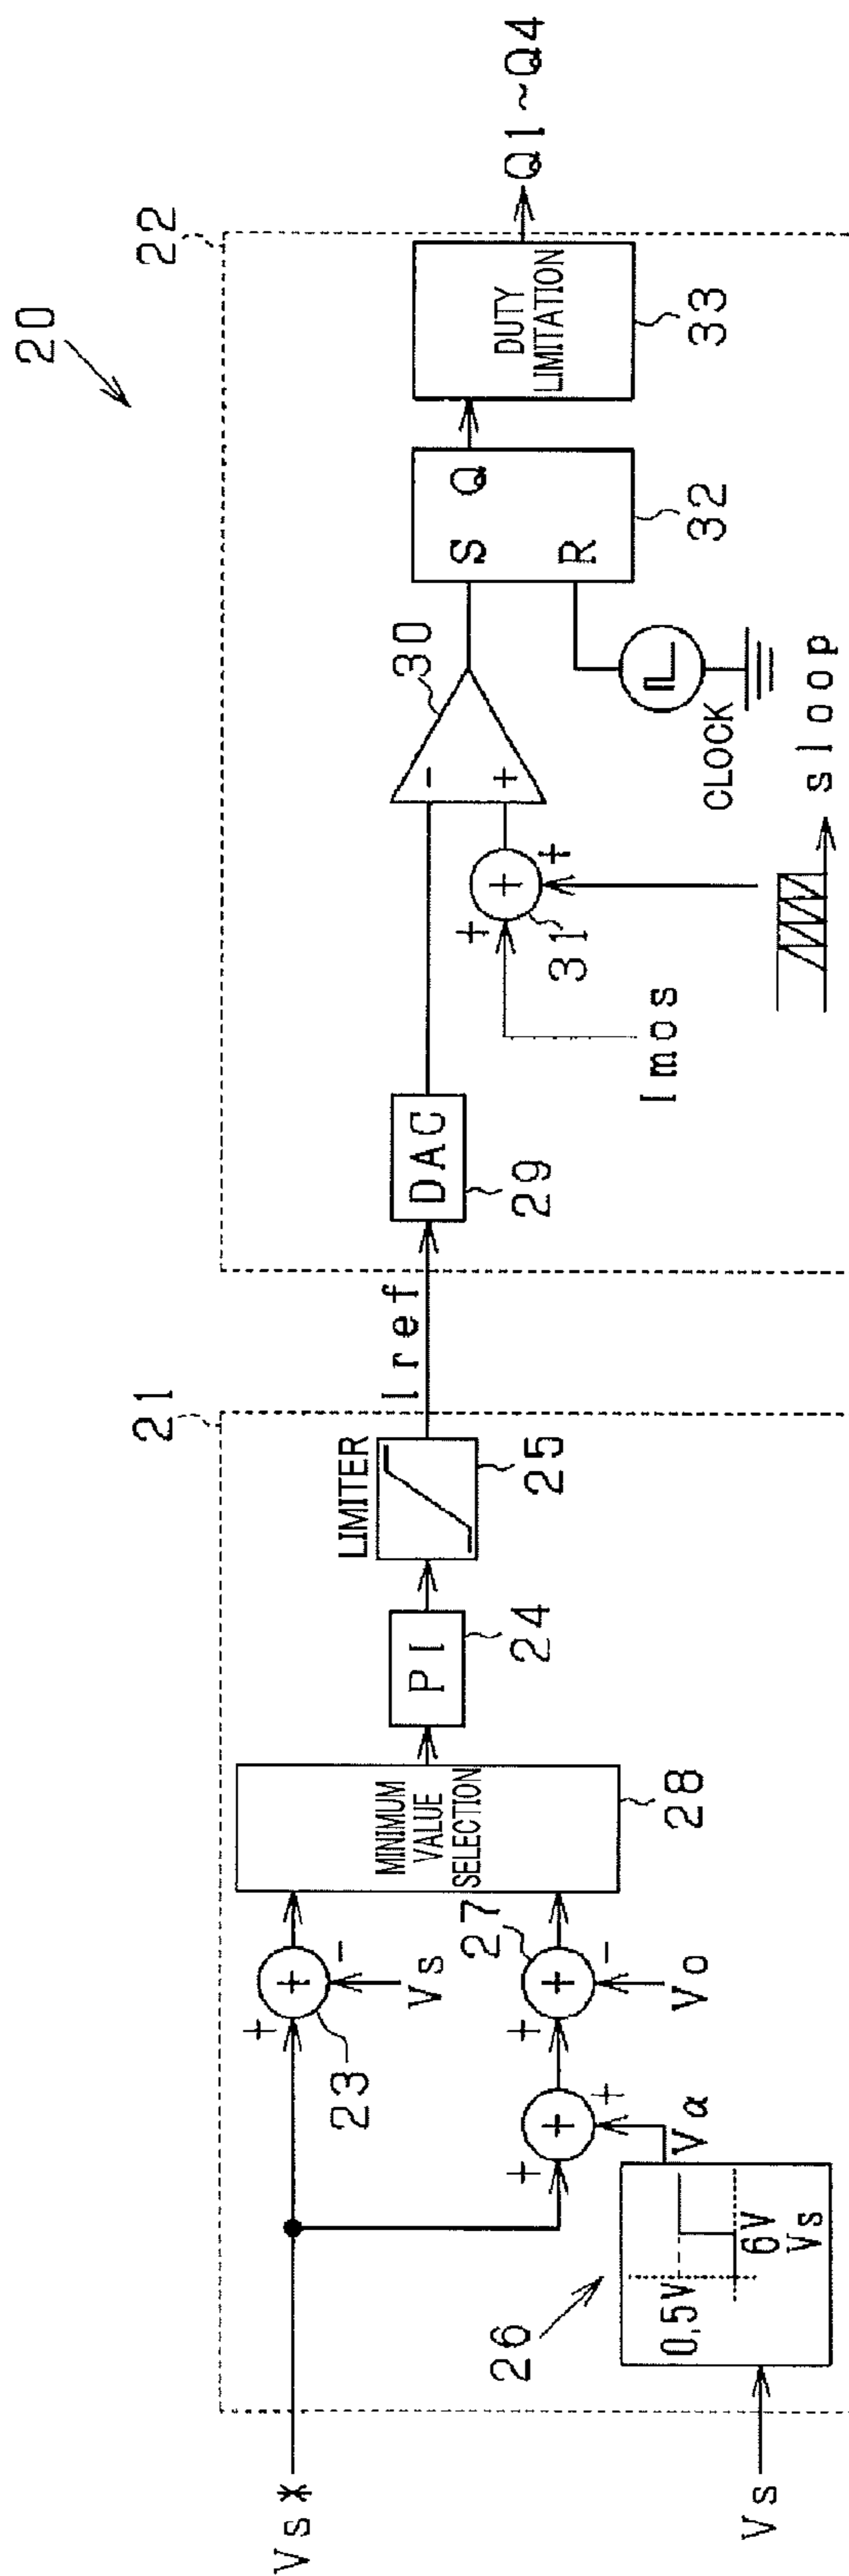 20
21
22
Vs*
+
+
23
-
Vs
+
+
+
Vα
+
+
27
-
Vo
26
0.5V
6V
Vs
Vs
MINIMUM
VALUE
SELECTION
28
PI
24
LIMITER
25
Iref
DAC
29
Imos
+
+
+
31
sloop
-
+
30
CLOCK
S Q
R
32
DUTY
LIMITATION
33
Q1~Q4